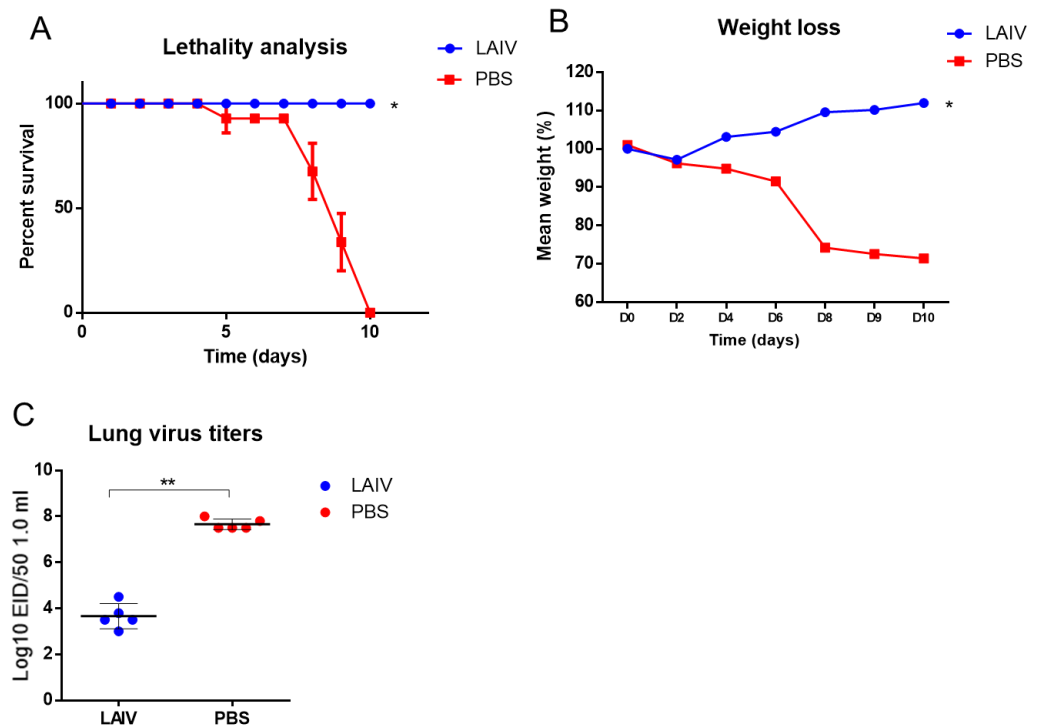 A
Lethality analysis
LAIV
PBS
Percent survival
100
50
0
*
0
5
10
Time (days)
B
Weight loss
LAIV
PBS
Mean weight (%)
120
110
100
90
80
70
60
*
D0
D2
D4
D6
D8
D9
D10
Time (days)
C
Lung virus titers
LAIV
PBS
Log10 EID/50 1.0 ml
10
8
6
4
2
0
**
LAIV
PBS